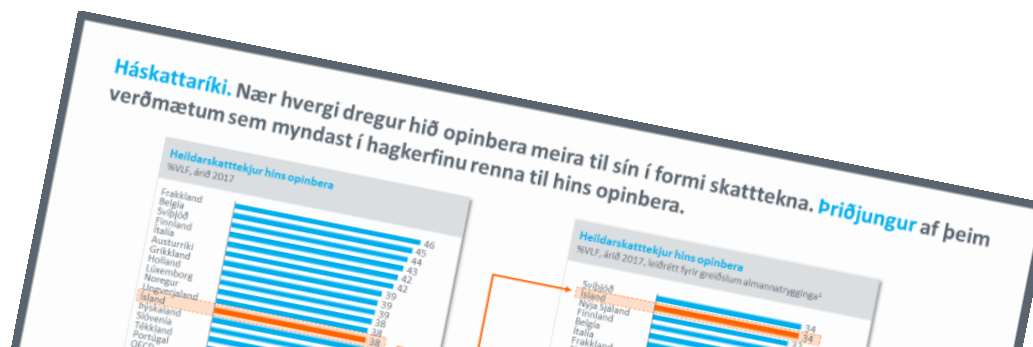 Háskattaríki. Nær hvergi dregur hið opinbera meira til sín í formi skatttekna. Þriðjungur af þeim
verðmætum sem myndast í hagkerfinu renna til hins opinbera.
Heildarskatttekjur hins opinbera
%VLF, árið 2017
Frakkland
Belgía
Svíþjóð
Finnland
Ítalía
Austurríki
Grikkland
Holland
Lúxemborg
Noregur
Ungverjaland
Ísland
Þýskaland
Slóvenía
Tékkland
Portúgal
OECD
46
45
44
43
42
42
39
39
39
38
38
38
Heildarskatttekjur hins opinbera
%VLF, árið 2017, leiðrétt fyrir greiðslum almannatrygginga¹
Svíþjóð
Ísland
Nýja Sjáland
Finnland
Belgía
Ítalía
Frakkland
34
34